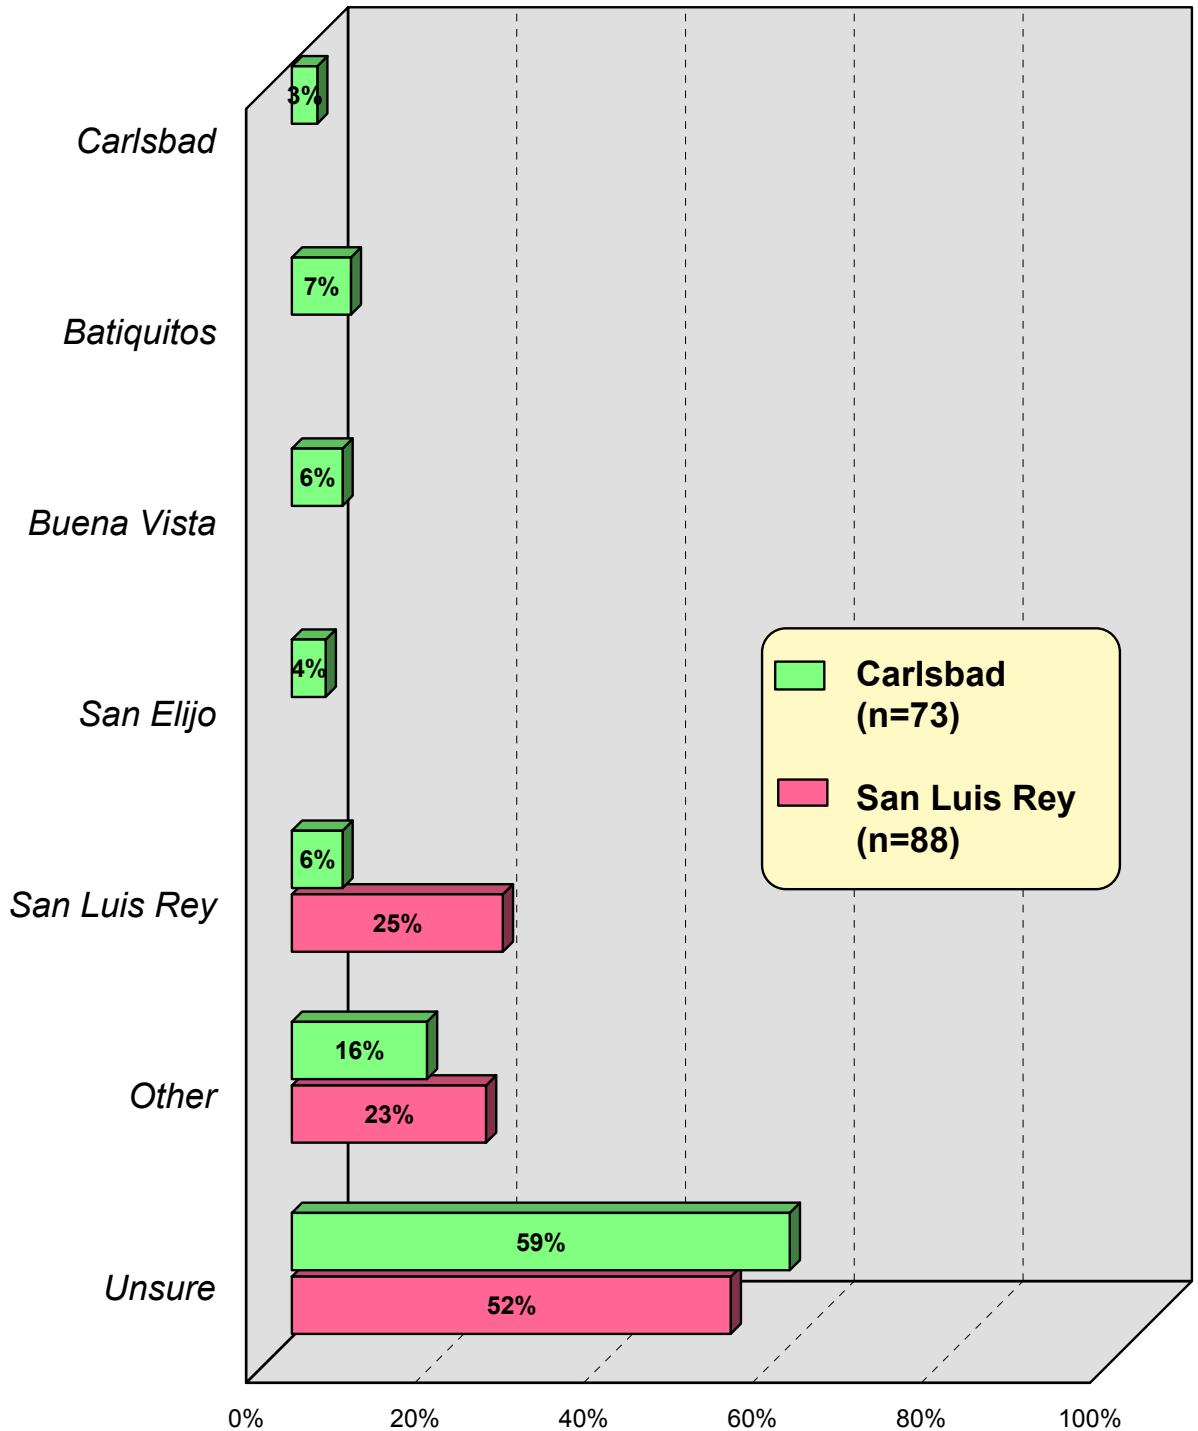 3%
Carlsbad
7%
Batiquitos
6%
Buena Vista
4%
San Elijo
Carlsbad
(n=73)
San Luis Rey
(n=88)
6%
San Luis Rey
25%
16%
Other
23%
59%
Unsure
52%
0% 20% 40% 60% 80% 100%